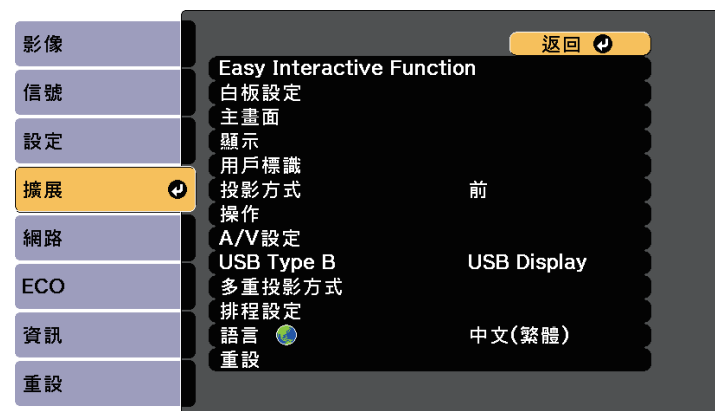 影像
信號
設定
擴展
網路
ECO
資訊
重設
返回
Easy Interactive Function
白板設定
主畫面
顯示
用戶標識
投影方式 前
操作
A/V設定
USB Type B USB Display
多重投影方式
排程設定
語言 中文(繁體)
重設